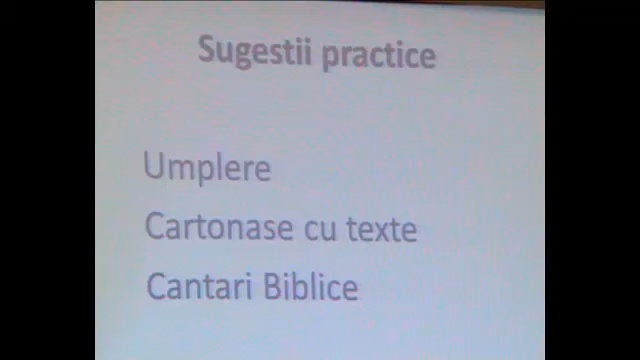 Sugestii practice
Umplere
Cartonase cu texte
Cantari Biblice